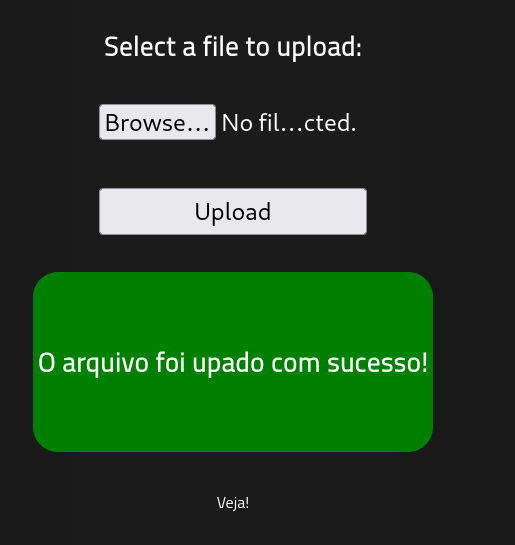 Select a file to upload:
Browse... No fil...cted.
Upload
O arquivo foi upado com sucesso!
Veja!